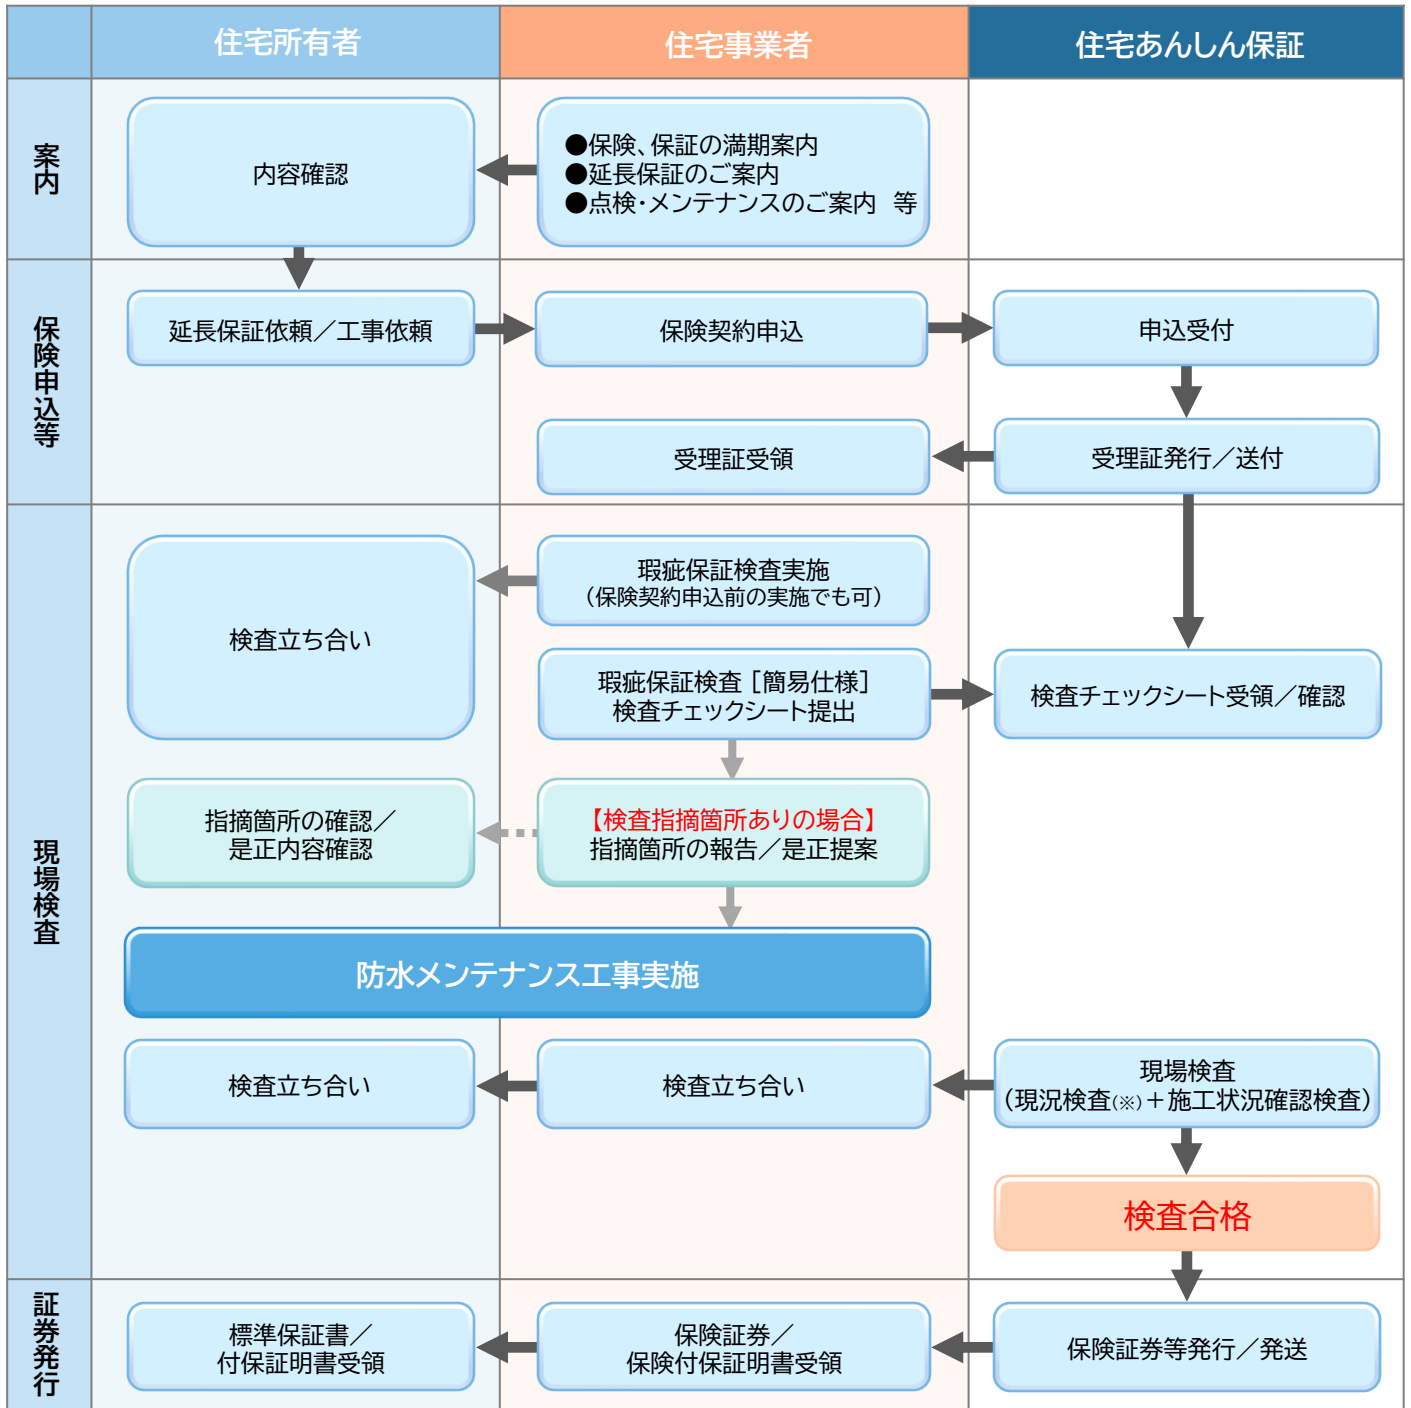 住宅所有者
住宅事業者
住宅あんしん保証
案内
内容確認
●保険、保証の満期案内
●延長保証のご案内
●点検・メンテナンスのご案内　等
保険申込等
延長保証依頼／工事依頼
保険契約申込
申込受付
受理証受領
受理証発行／送付
現場検査
検査立ち合い
瑕疵保証検査実施
（保険契約申込前の実施でも可）
瑕疵保証検査［簡易仕様］
検査チェックシート提出
検査チェックシート受領／確認
指摘箇所の確認／
是正内容確認
【検査指摘箇所ありの場合】
指摘箇所の報告／是正提案
防水メンテナンス工事実施
検査立ち合い
検査立ち合い
現場検査
（現況検査(※)＋施工状況確認検査）
検査合格
証券発行
標準保証書／
付保証明書受領
保険証券／
保険付保証明書受領
保険証券等発行／発送